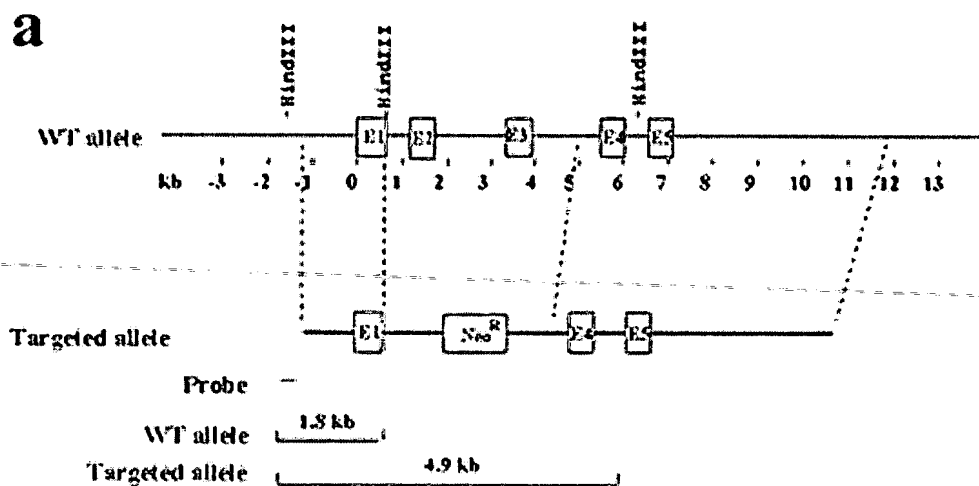 a
HindIII HindIII HindIII
WT allele E1 E2 E3 E4 E5
kb -3 -2 -1 0 1 2 3 4 5 6 7 8 9 10 11 12 13
Targeted allele E1 Neo R E4 E5
Probe
WT allele 1.8 kb
Targeted allele 4.9 kb